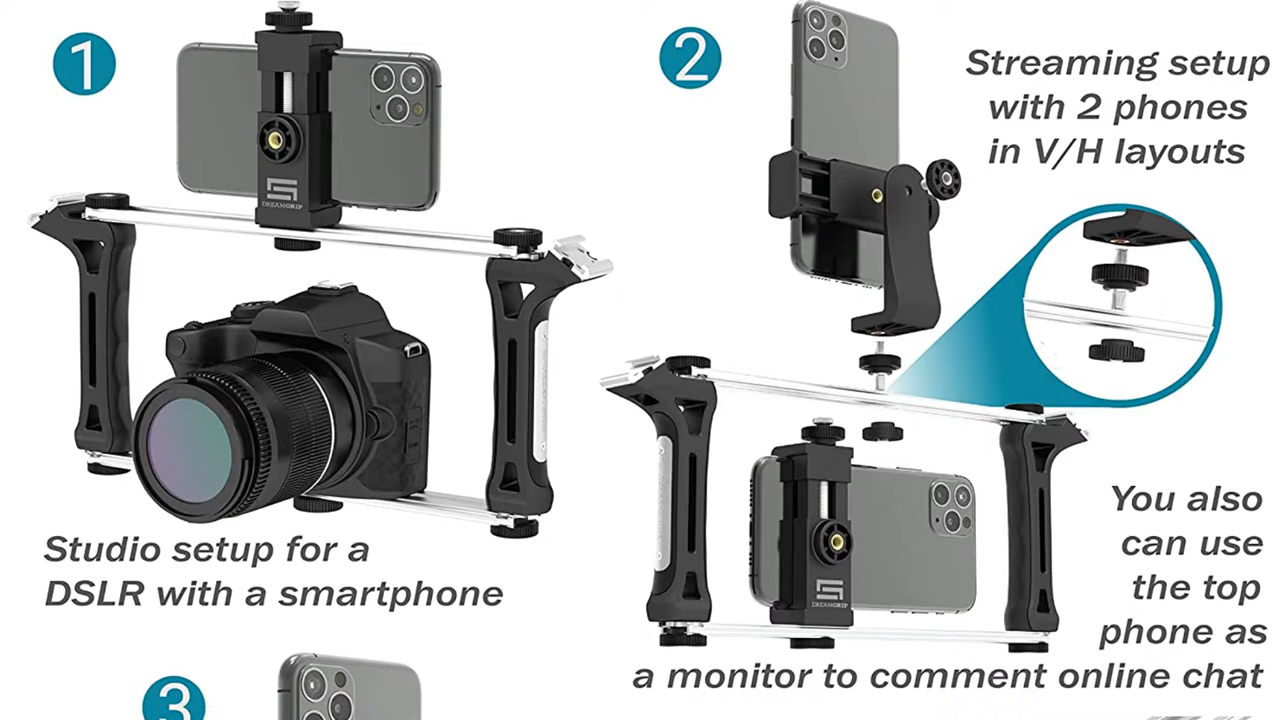 1
DREAMGRIP
Studio setup for a
DSLR with a smartphone
2
Streaming setup
with 2 phones
in V/H layouts
DREAMGRIP
You also
can use
the top
phone as
a monitor to comment online chat
3